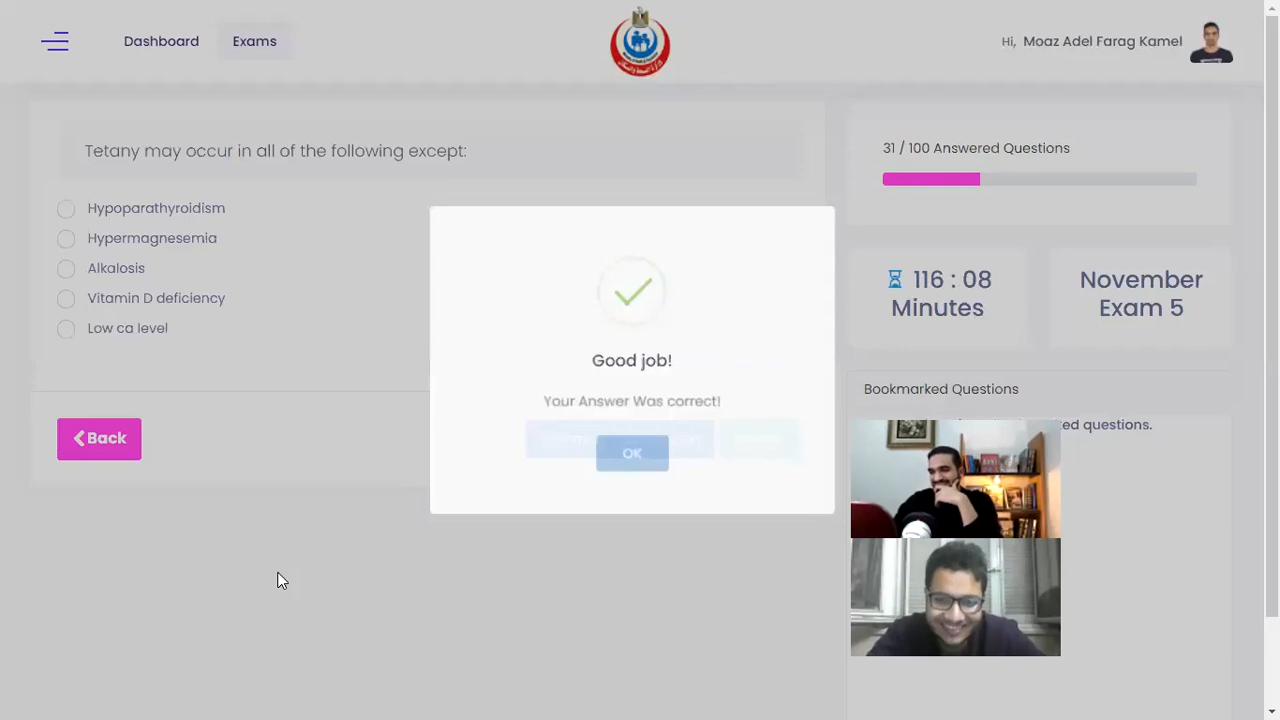 Dashboard
Exams
Hi, Moaz Adel Farag Kamel
Tetany may occur in all of the following except:
Hypoparathyroidism
Hypermagnesemia
Alkalosis
Vitamin D deficiency
Low ca level
Back
Good job!
Your Answer Was correct!
OK
31 / 100 Answered Questions
116 : 08
Minutes
November
Exam 5
Bookmarked Questions
questions.